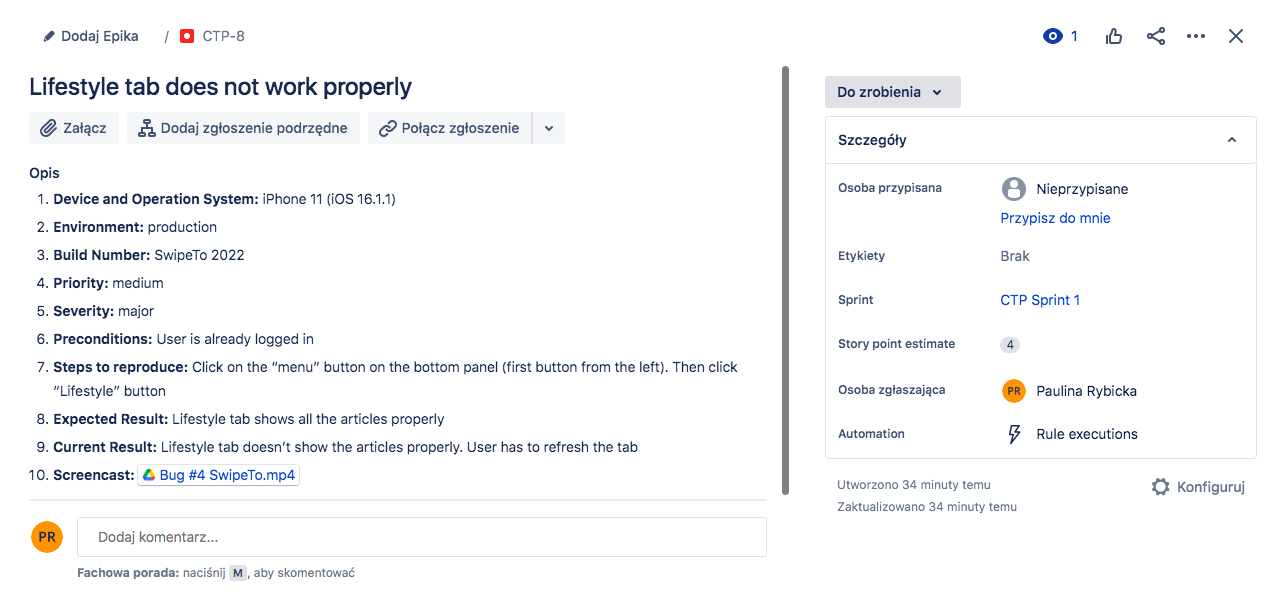 Dodaj Epika / CTP-8
1
Lifestyle tab does not work properly
Załącz Dodaj zgłoszenie podrzędne Połącz zgłoszenie
Opis
1. Device and Operation System: iPhone 11 (iOS 16.1.1)
2. Environment: production
3. Build Number: SwipeTo 2022
4. Priority: medium
5. Severity: major
6. Preconditions: User is already logged in
7. Steps to reproduce: Click on the “menu” button on the bottom panel (first button from the left). Then click
“Lifestyle” button
8. Expected Result: Lifestyle tab shows all the articles properly
9. Current Result: Lifestyle tab doesn’t show the articles properly. User has to refresh the tab
10. Screencast: Bug #4 SwipeTo.mp4
PR Dodaj komentarz...
Fachowa porada: naciśnij M, aby skomentować
Do zrobienia
Szczegóły
Osoba przypisana Nieprzypisane
Przypisz do mnie
Etykiety Brak
Sprint CTP Sprint 1
Story point estimate 4
Osoba zgłaszająca PR Paulina Rybicka
Automation Rule executions
Utworzono 34 minuty temu
Konfiguruj
Zaktualizowano 34 minuty temu